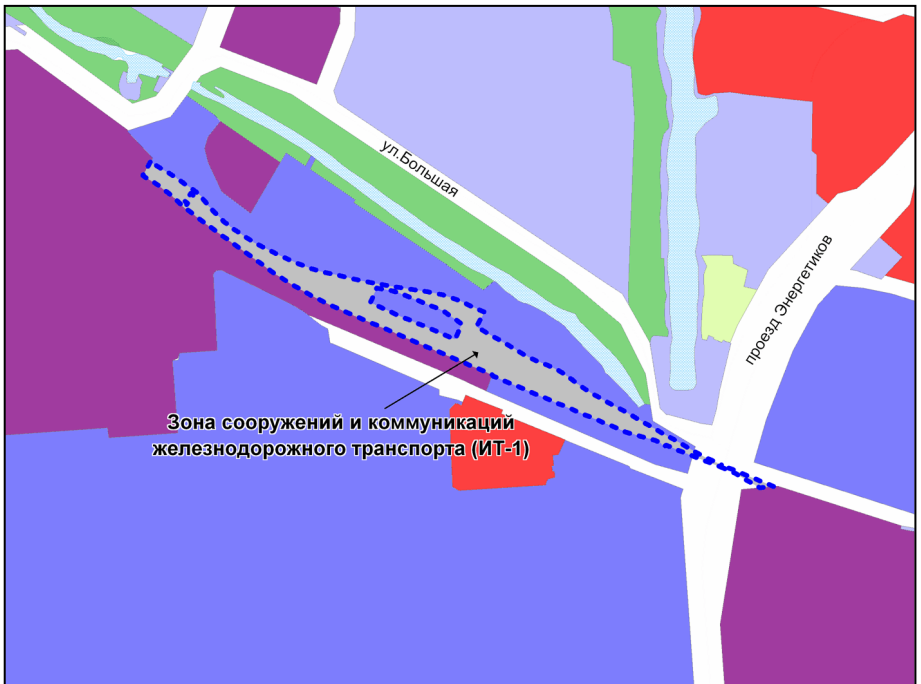 ул.Большая
проезд Энергетиков
Зона сооружений и коммуникаций
железнодорожного транспорта (ИТ-1)